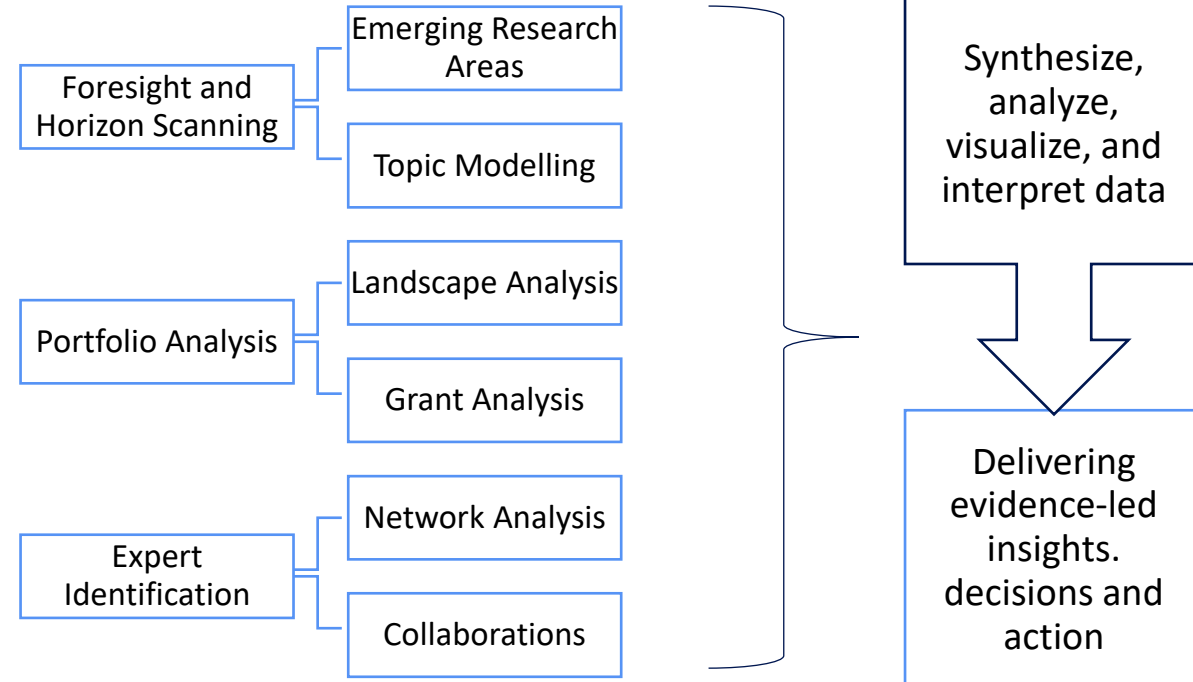 Foresight and
Horizon Scanning
Emerging Research
Areas
Topic Modelling
Portfolio Analysis
Landscape Analysis
Grant Analysis
Expert
Identification
Network Analysis
Collaborations
Synthesize,
analyze,
visualize, and
interpret data
Delivering
evidence-led
insights.
decisions and
action